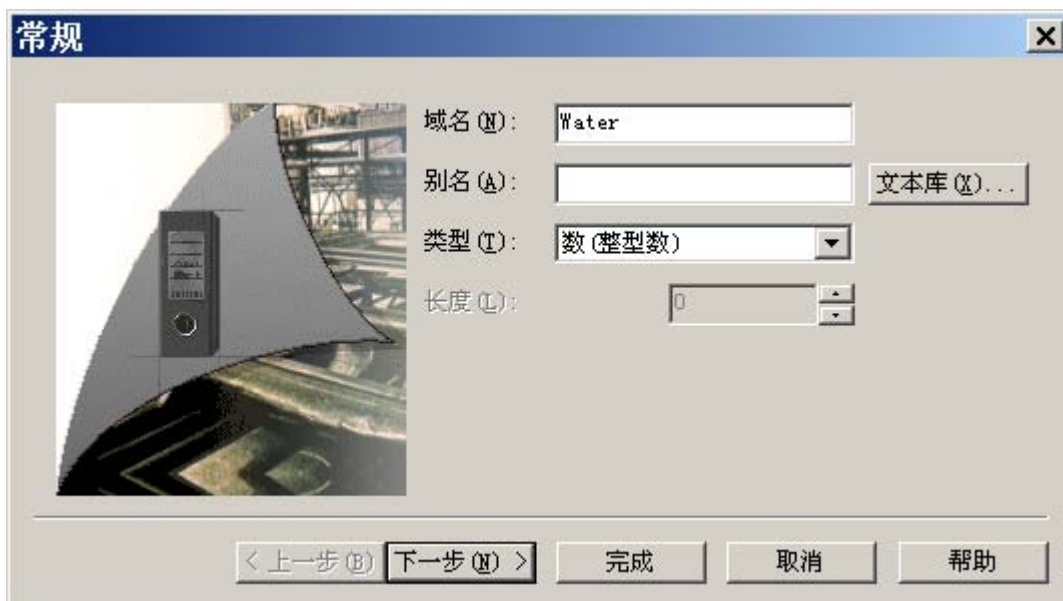 常规
域名(N):
Water
别名(A):
文本库(X)...
类型(T):
数(整型数)
长度(L):
0
< 上一步(B)
下一步(N) >
完成
取消
帮助